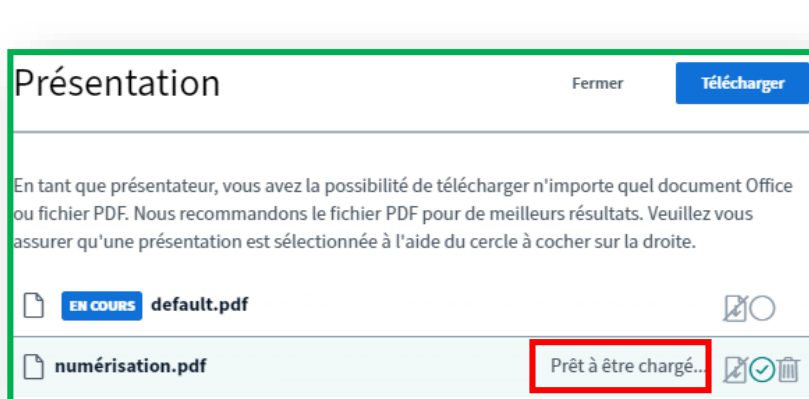 Présentation
Fermer
Télécharger
En tant que présentateur, vous avez la possibilité de télécharger n'importe quel document Office
ou fichier PDF. Nous recommandons le fichier PDF pour de meilleurs résultats. Veuillez vous
assurer qu'une présentation est sélectionnée à l'aide du cercle à cocher sur la droite.
EN COURS default.pdf
numérisation.pdf Prêt à être chargé...